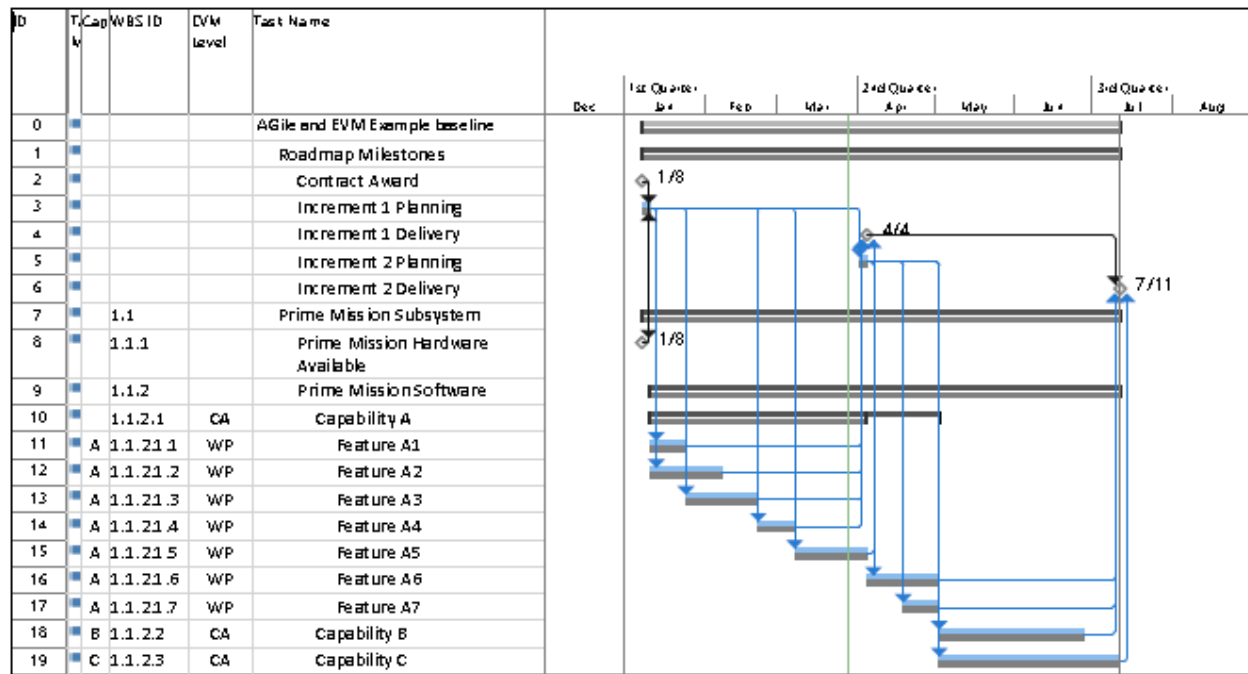 ID Cap WBS ID EVM Level Task Name
1st Quarter 2nd Quarter 3rd Quarter
Dec Jan Feb Mar Apr May Jun Jul Aug
0 AGile and EVM Example baseline
1 Roadmap Milestones
2 Contract Award 1/8
3 Increment 1 Planning
4 Increment 1 Delivery 4/4
5 Increment 2 Planning
6 Increment 2 Delivery 7/11
7 1.1 Prime Mission Subsystem
8 1.1.1 Prime Mission Hardware Available 1/8
9 1.1.2 Prime Mission Software
10 1.1.2.1 CA Capability A
11 A 1.1.2.1.1 WP Feature A1
12 A 1.1.2.1.2 WP Feature A2
13 A 1.1.2.1.3 WP Feature A3
14 A 1.1.2.1.4 WP Feature A4
15 A 1.1.2.1.5 WP Feature A5
16 A 1.1.2.1.6 WP Feature A6
17 A 1.1.2.1.7 WP Feature A7
18 B 1.1.2.2 CA Capability B
19 C 1.1.2.3 CA Capability C